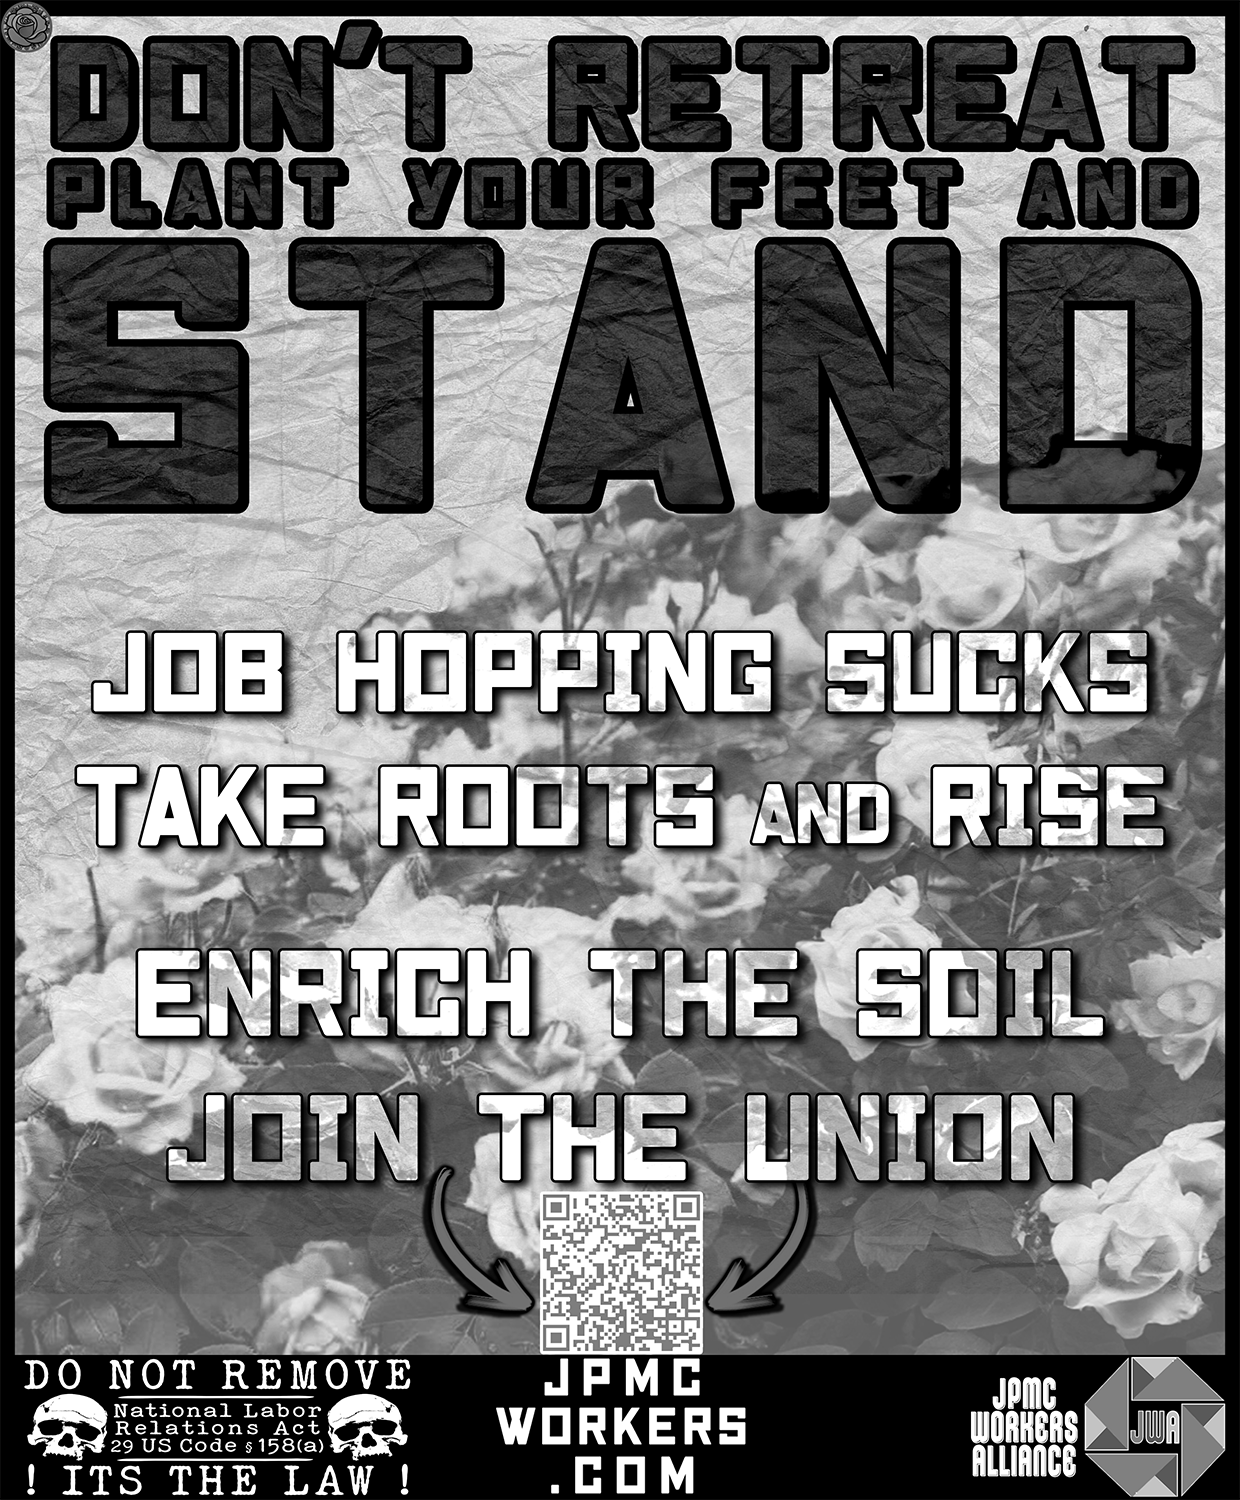 DON'T RETREAT
PLANT YOUR FEET AND
STAND
JOB HOPPING SUCKS
TAKE ROOTS AND RISE
ENRICH THE SOIL
JOIN THE UNION
DO NOT REMOVE
National Labor
Relations Act
29 US Code § 158(a)
! ITS THE LAW !
JPMC
WORKERS
.COM
JPMC
WORKERS
ALLIANCE
JWA